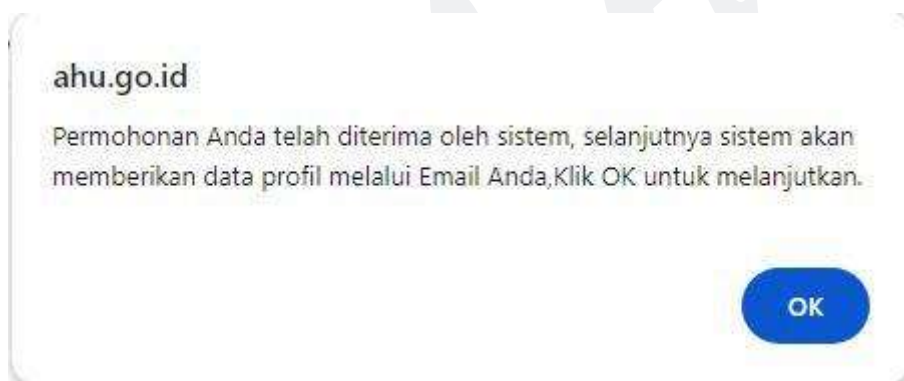 ahu.go.id
Permohonan Anda telah diterima oleh sistem, selanjutnya sistem akan
memberikan data profil melalui Email Anda,Klik OK untuk melanjutkan.
OK